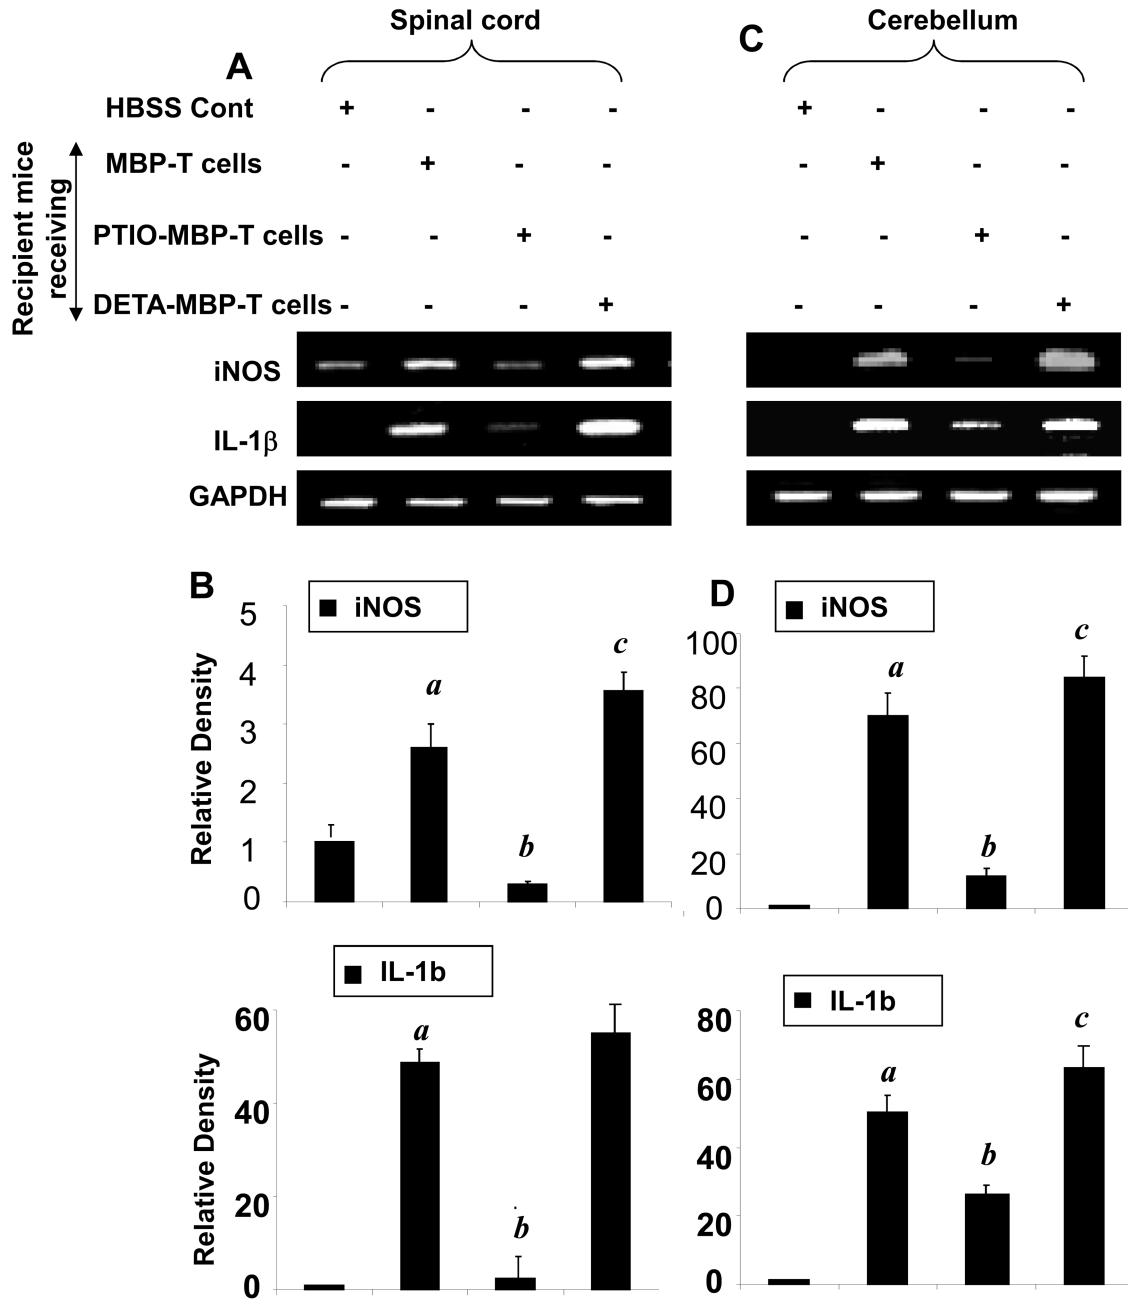 Spinal cord
Cerebellum
A
C
HBSS Cont + - - - + - - -
MBP-T cells - + - - - + - -
PTIO-MBP-T cells - - + - - - + -
DETA-MBP-T cells - - - + - - - +
Recipient mice
receiving
iNOS
IL-1β
GAPDH
B
iNOS
5
4
3
2
1
0
Relative Density
a
b
c
D
iNOS
100
80
60
40
20
0
a
b
c
IL-1b
60
40
20
0
Relative Density
a
b
IL-1b
80
60
40
20
0
a
b
c